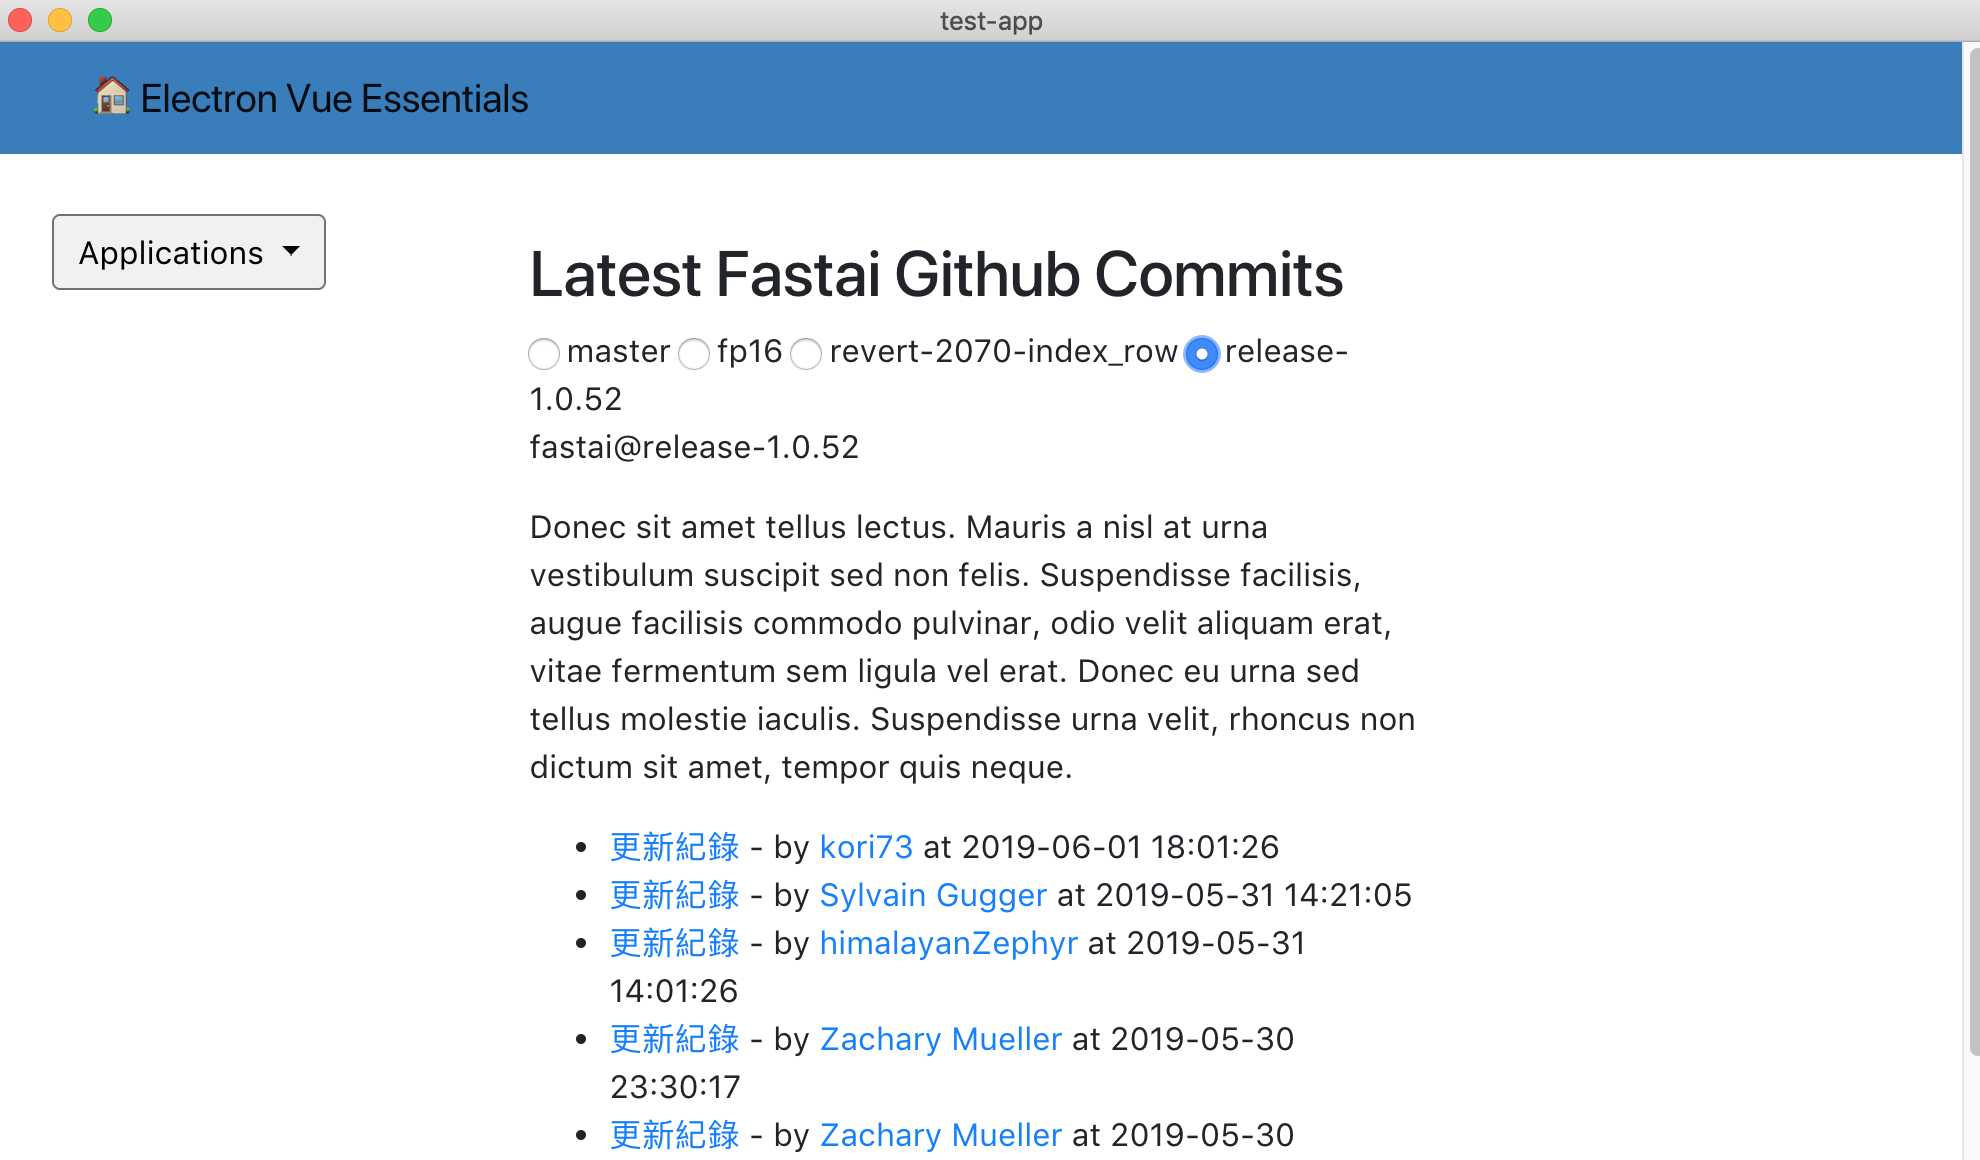 test-app
Electron Vue Essentials
Applications
Latest Fastai Github Commits
master fp16 revert-2070-index_row release-
1.0.52
fastai@release-1.0.52
Donec sit amet tellus lectus. Mauris a nisl at urna
vestibulum suscipit sed non felis. Suspendisse facilisis,
augue facilisis commodo pulvinar, odio velit aliquam erat,
vitae fermentum sem ligula vel erat. Donec eu urna sed
tellus molestie iaculis. Suspendisse urna velit, rhoncus non
dictum sit amet, tempor quis neque.
• 更新紀錄 - by kori73 at 2019-06-01 18:01:26
• 更新紀錄 - by Sylvain Gugger at 2019-05-31 14:21:05
• 更新紀錄 - by himalayanZephyr at 2019-05-31
14:01:26
• 更新紀錄 - by Zachary Mueller at 2019-05-30
23:30:17
• 更新紀錄 - by Zachary Mueller at 2019-05-30